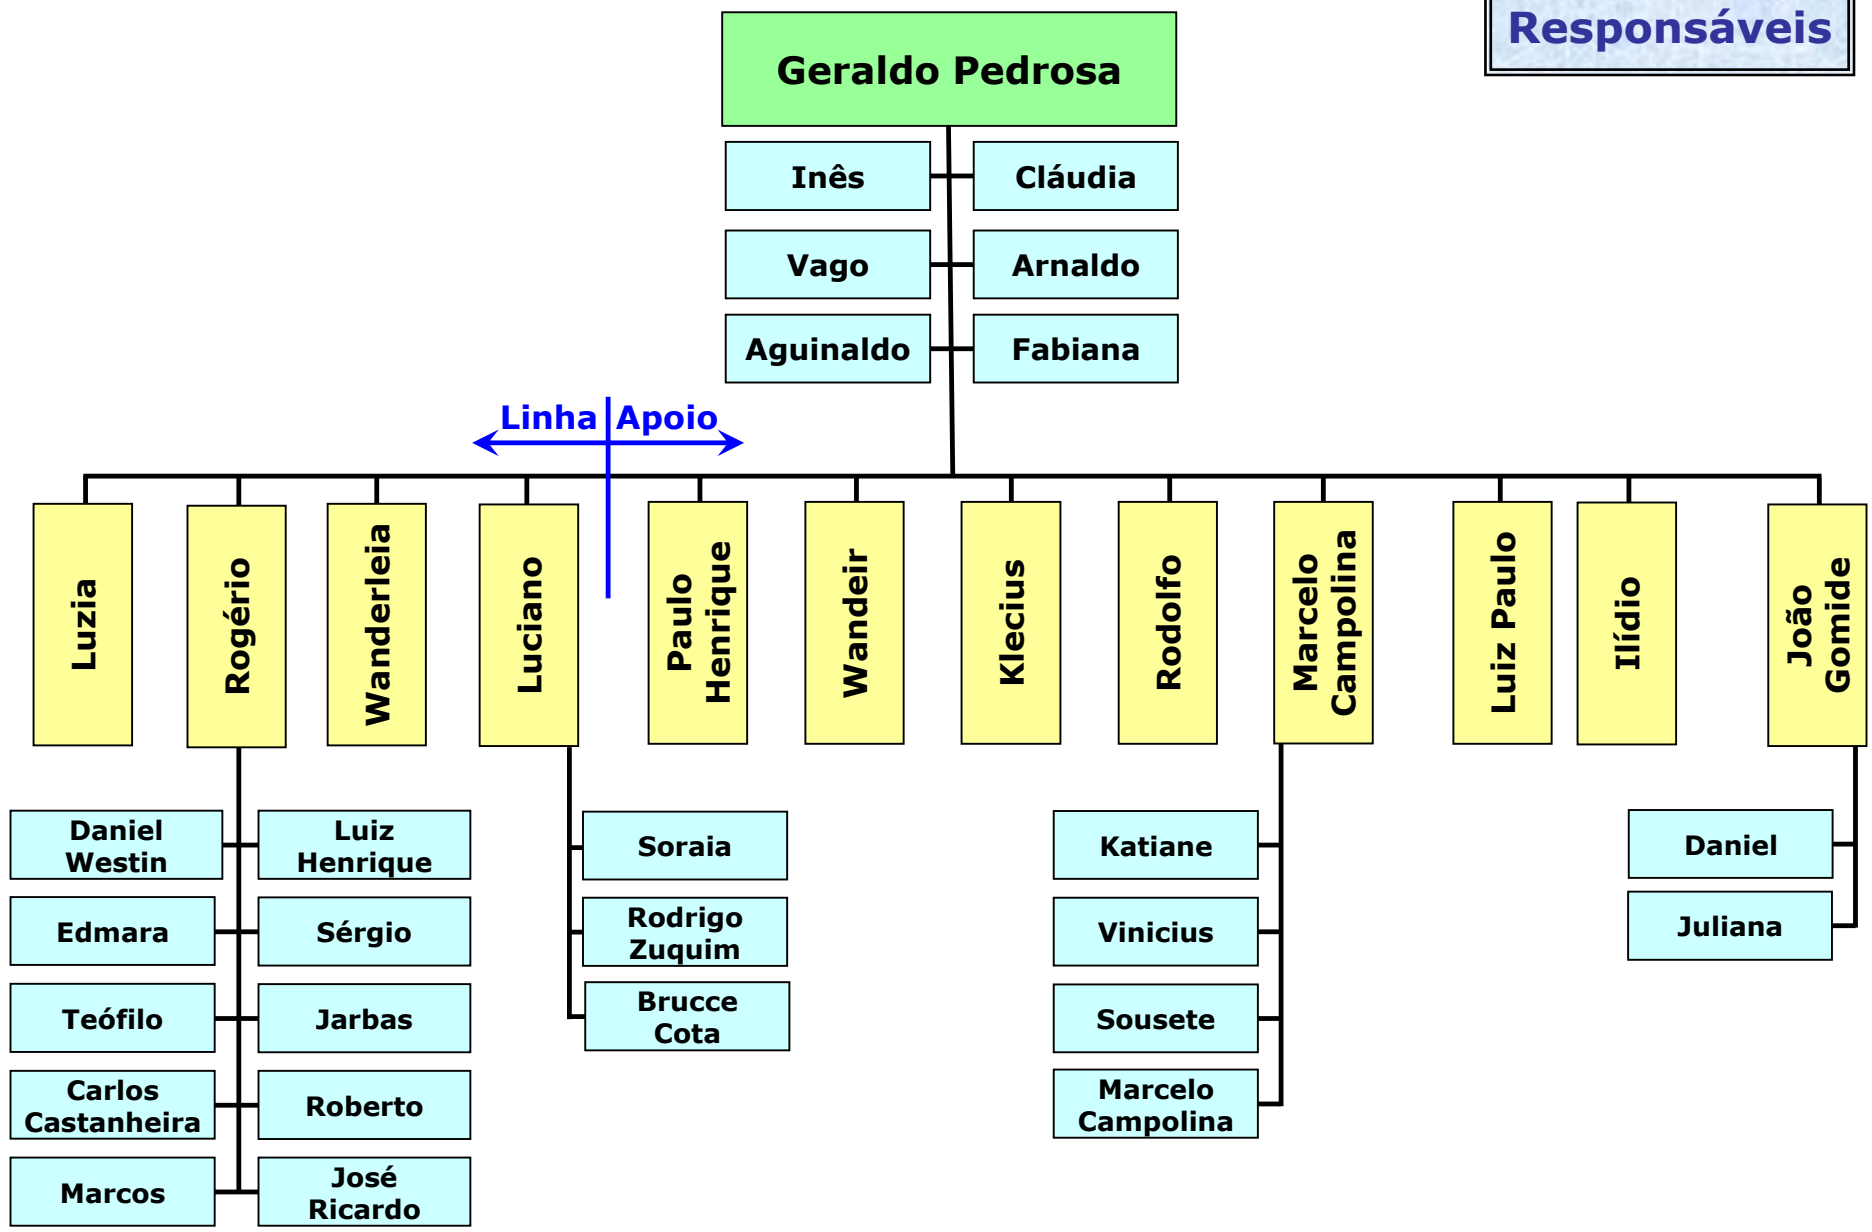 Responsáveis
Geraldo Pedrosa
Inês
Cláudia
Vago
Arnaldo
Aguinaldo
Fabiana
Linha
Apoio
Luzia
Rogério
Wanderleia
Luciano
Paulo
Henrique
Wandeir
Klecius
Rodolfo
Marcelo
Campolina
Luiz Paulo
Ilídio
João
Gomide
Daniel
Westin
Luiz
Henrique
Edmara
Sérgio
Teófilo
Jarbas
Carlos
Castanheira
Roberto
Marcos
José
Ricardo
Soraia
Rodrigo
Zuquim
Brucce
Cota
Katiane
Vinicius
Sousete
Marcelo
Campolina
Daniel
Juliana